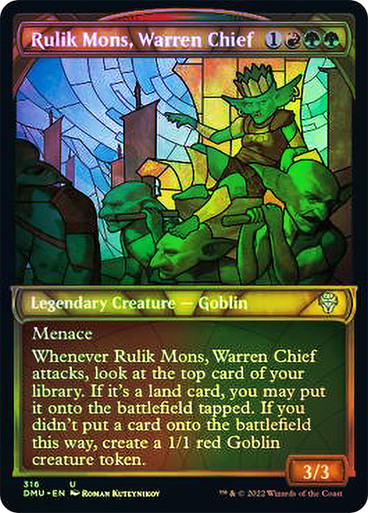 Rulik Mons, Warren Chief 1
Legendary Creature — Goblin
Menace
Whenever Rulik Mons, Warren Chief
attacks, look at the top card of your
library. If it's a land card, you may put
it onto the battlefield tapped. If you
didn't put a card onto the battlefield
this way, create a 1/1 red Goblin
creature token.
3/3
316 U
DMU • EN ROMAN KUTEYNIKOV
™ & © 2022 Wizards of the Coast